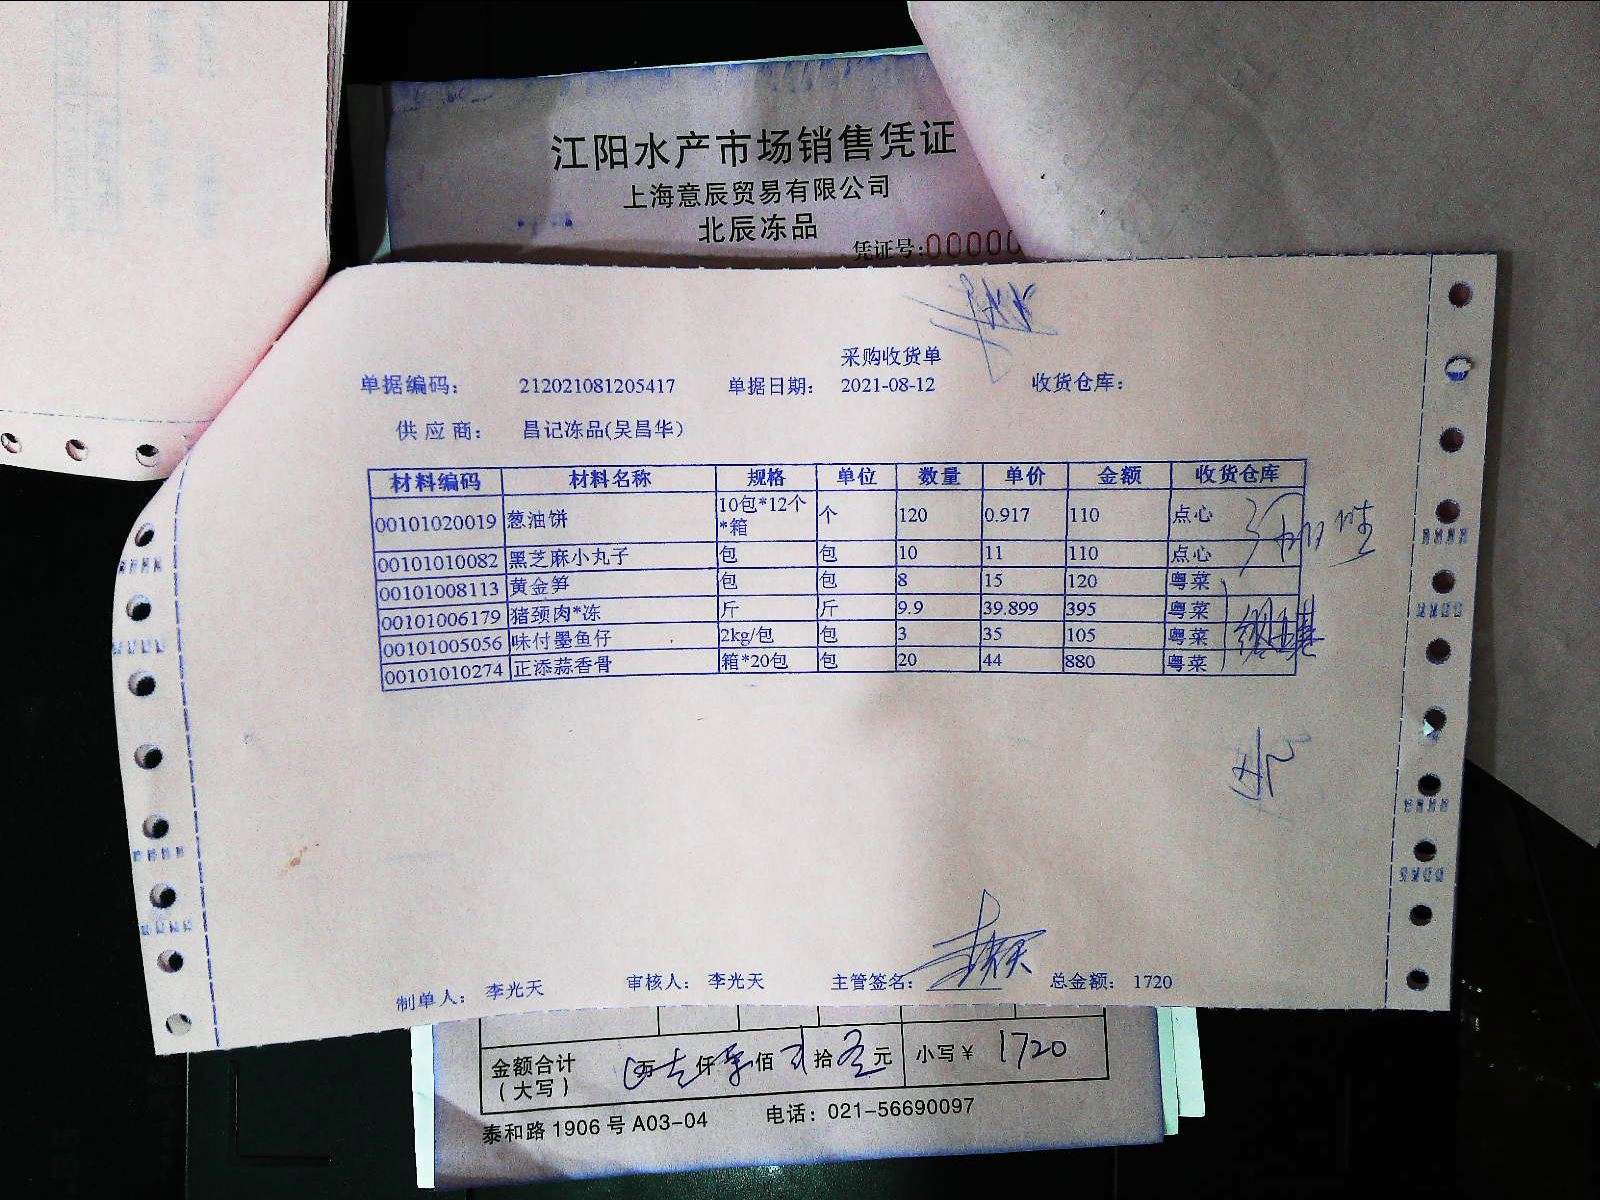 江阳水产市场销售凭证
上海意辰贸易有限公司
北辰冻品
凭证号:00000
采购收货单
单据编码: 212021081205417 单据日期: 2021-08-12 收货仓库:
供应商: 昌记冻品(吴昌华)
材料编码 材料名称 规格 单位 数量 单价 金额 收货仓库
00101020019 葱油饼 10包*12个*箱 个 120 0.917 110 点心
00101010082 黑芝麻小丸子 包 包 10 11 110 点心
00101008113 黄金笋 包 包 8 15 120 粤菜
00101006179 猪颈肉*冻 斤 斤 9.9 39.899 395 粤菜
00101005056 味付墨鱼仔 2kg/包 包 3 35 105 粤菜
00101010274 正添蒜香骨 箱*20包 包 20 44 880 粤菜
制单人: 李光天 审核人: 李光天 主管签名: 总金额: 1720
金额合计(大写) 万 仟 佰 拾 元 小写¥ 1720
泰和路1906号A03-04 电话: 021-56690097